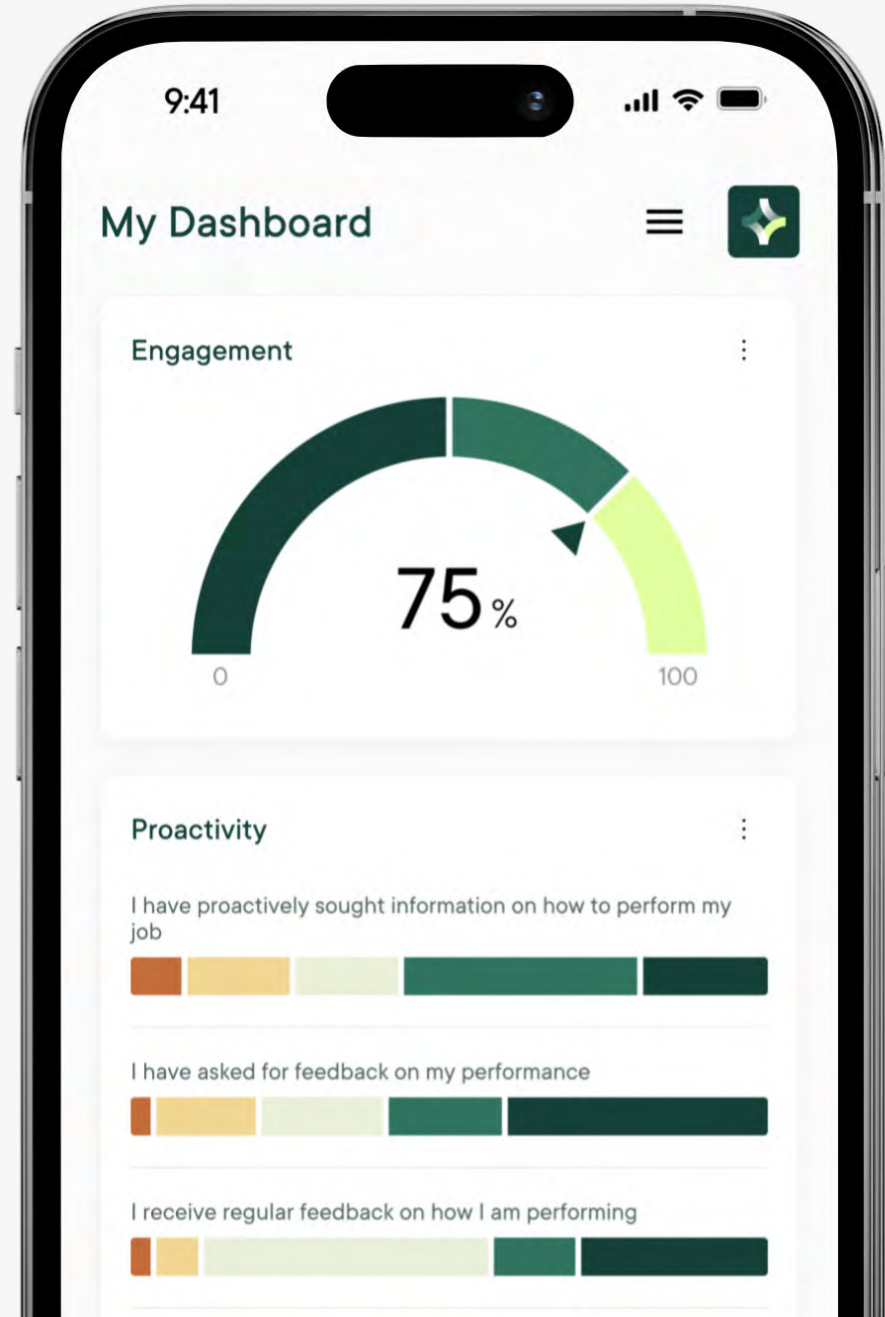 9:41
My Dashboard
Engagement
75 %
0
100
Proactivity
I have proactively sought information on how to perform my
job
I have asked for feedback on my performance
I receive regular feedback on how I am performing